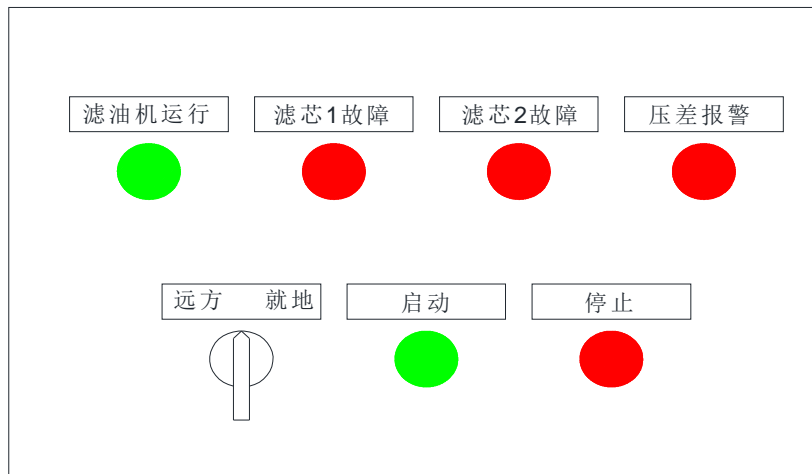 滤油机运行
滤芯1故障
滤芯2故障
压差报警
远方 就地
启动
停止